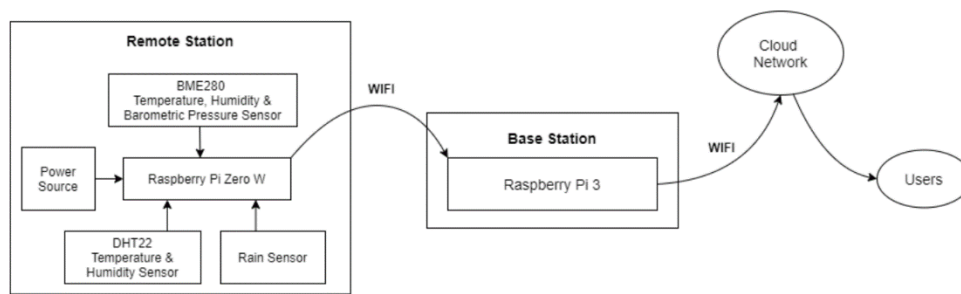 Remote Station
BME280
Temperature, Humidity &
Barometric Pressure Sensor
Power
Source
Raspberry Pi Zero W
DHT22
Temperature &
Humidity Sensor
Rain Sensor
WIFI
Base Station
Raspberry Pi 3
WIFI
Cloud
Network
Users